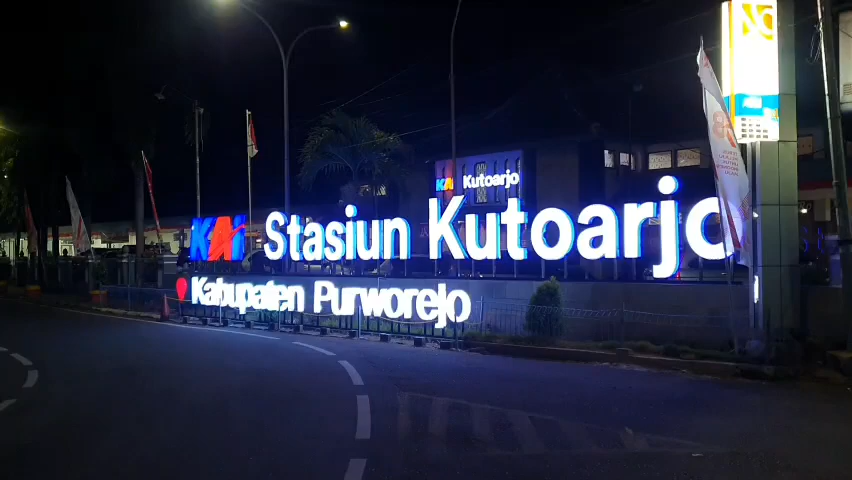 KAI Kutoarjo
KAI Stasiun Kutoarjo
Kabupaten Purworejo